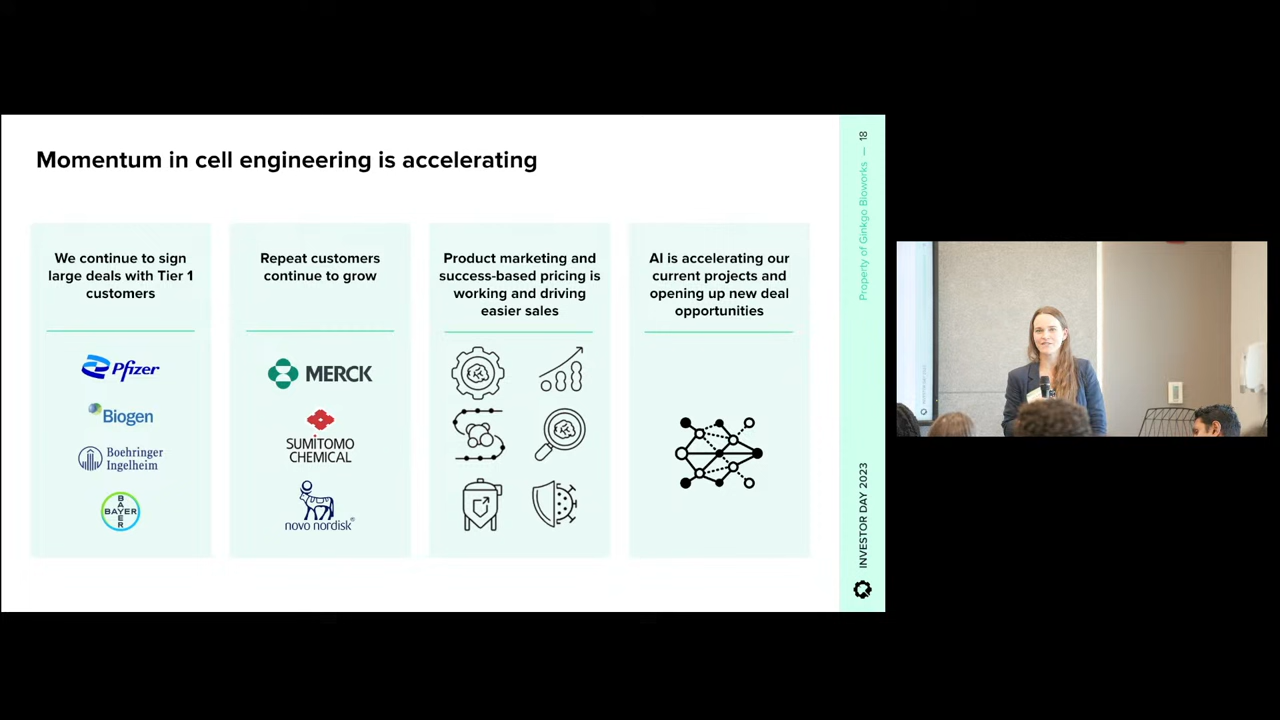 Momentum in cell engineering is accelerating
We continue to sign
large deals with Tier 1
customers
Pfizer
Biogen
Boehringer
Ingelheim
BAYER
BAYER
Repeat customers
continue to grow
MERCK
SUMITOMO
CHEMICAL
novo nordisk®
Product marketing and
success-based pricing is
working and driving
easier sales
AI is accelerating our
current projects and
opening up new deal
opportunities
Property of Ginkgo Bioworks — 18
INVESTOR DAY 2023